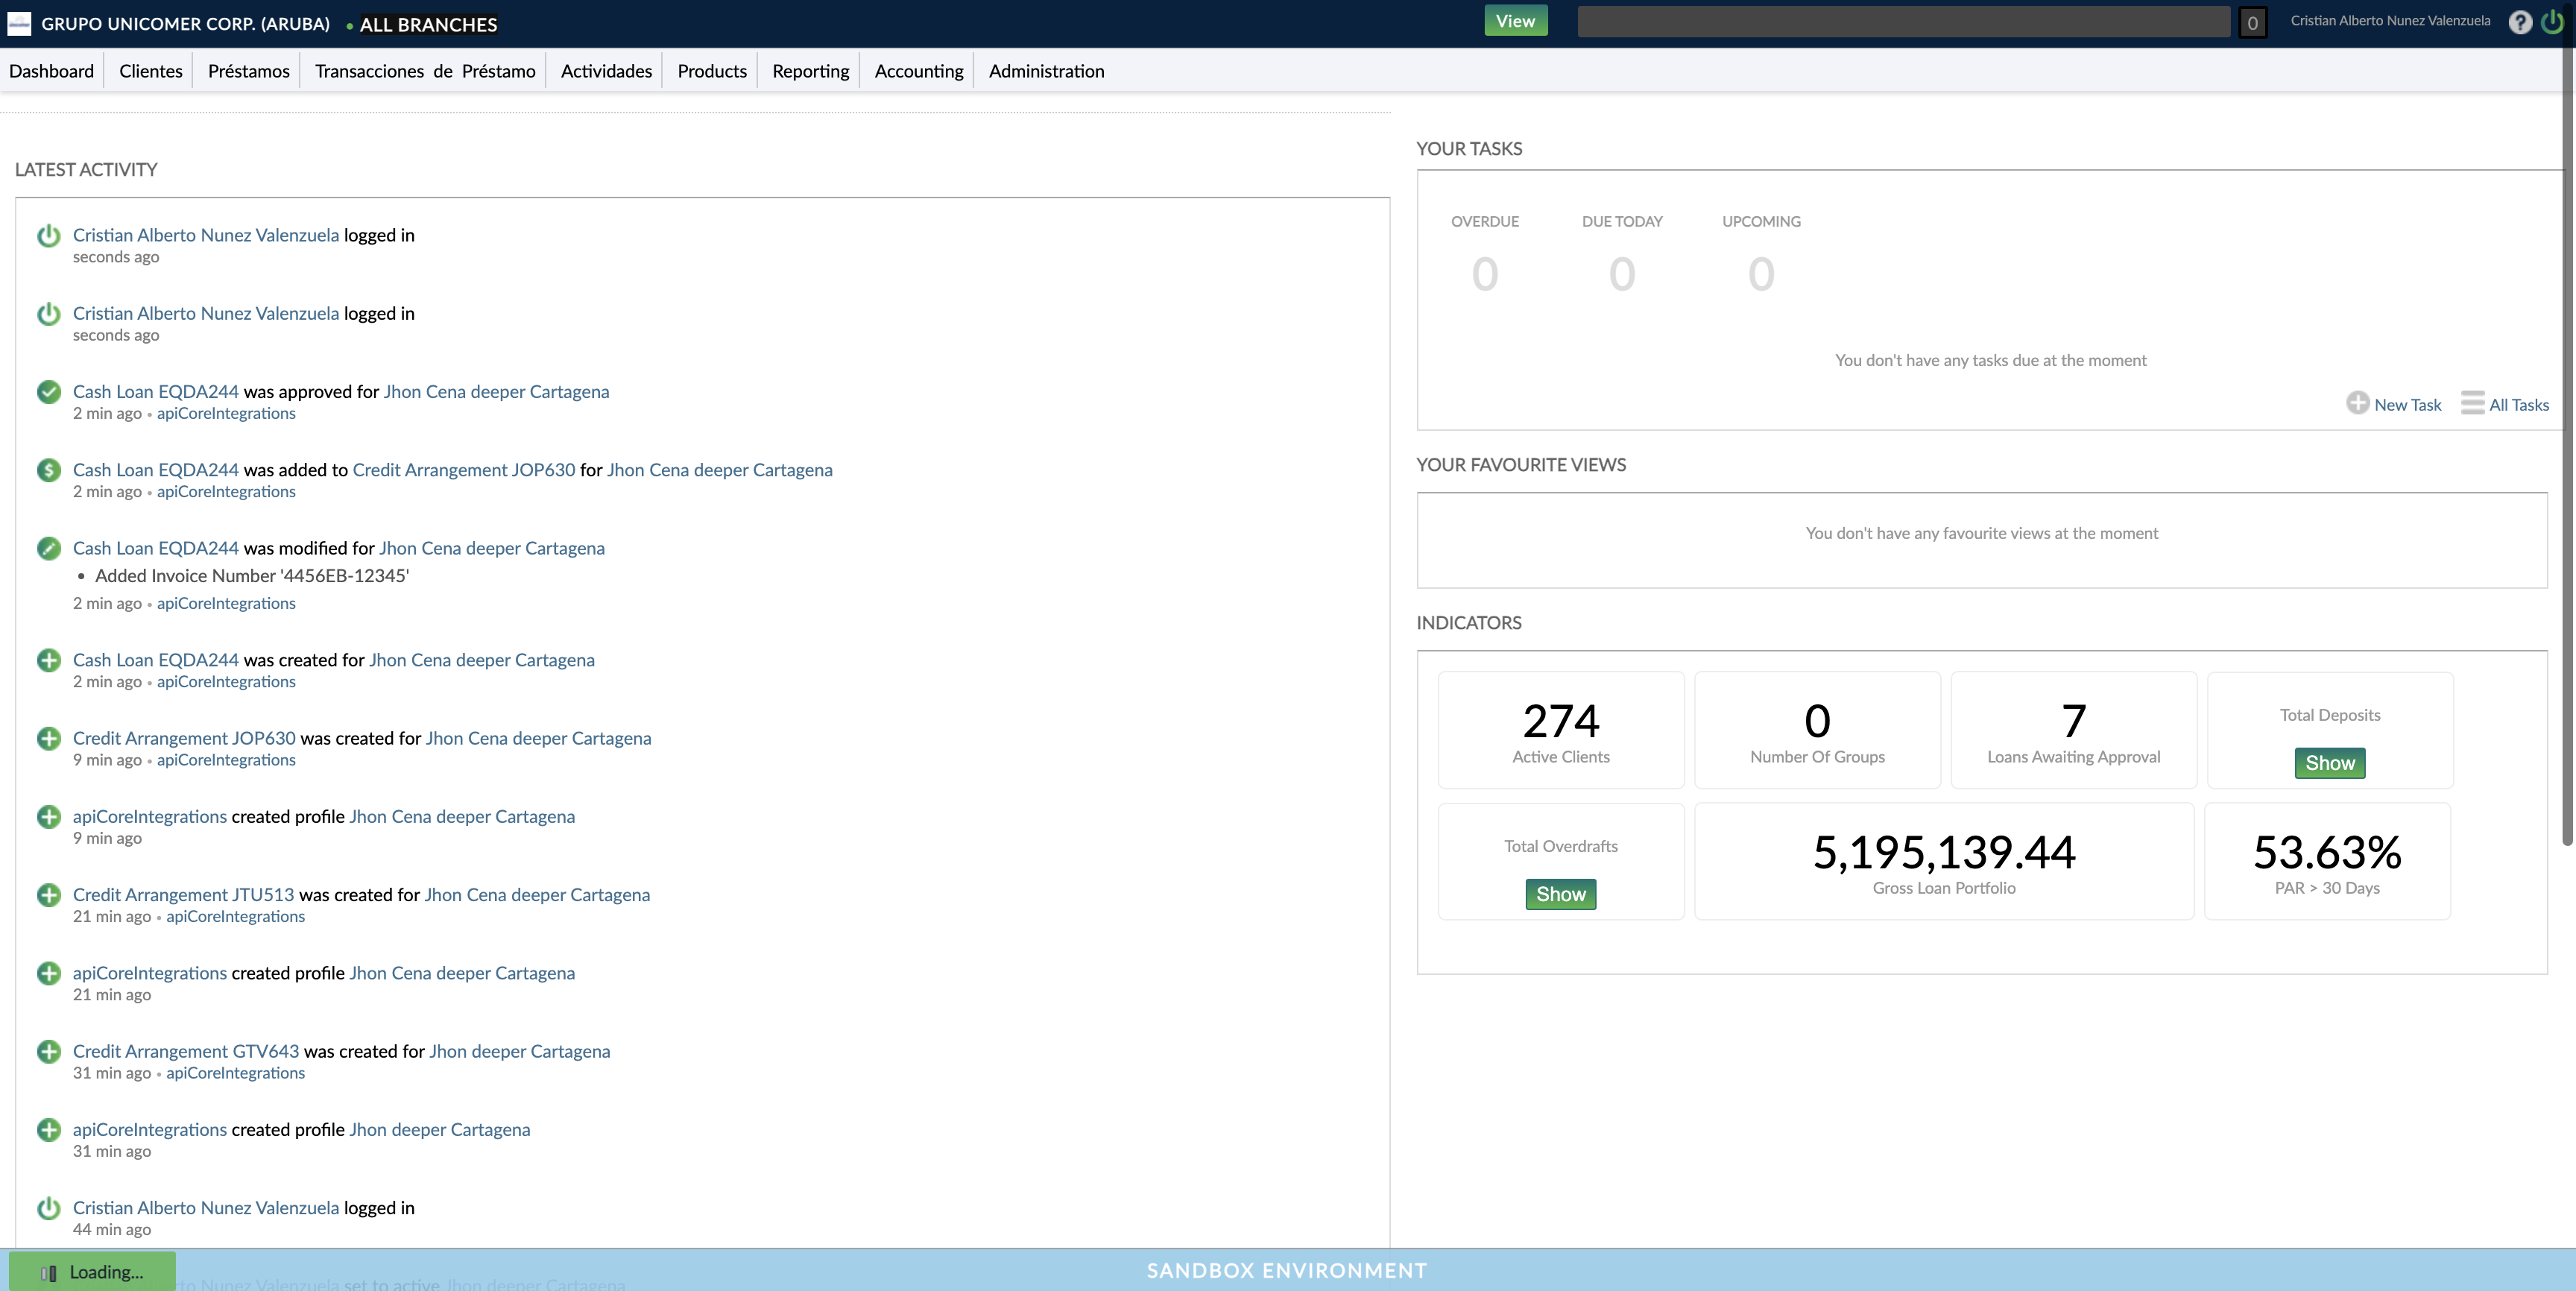 GRUPO UNICOMER CORP. (ARUBA) • ALL BRANCHES
View
0
Cristian Alberto Nunez Valenzuela
?
Dashboard
Clientes
Préstamos
Transacciones de Préstamo
Actividades
Products
Reporting
Accounting
Administration
LATEST ACTIVITY
Cristian Alberto Nunez Valenzuela logged in
seconds ago
Cristian Alberto Nunez Valenzuela logged in
seconds ago
Cash Loan EQDA244 was approved for Jhon Cena deeper Cartagena
2 min ago • apiCoreIntegrations
Cash Loan EQDA244 was added to Credit Arrangement JOP630 for Jhon Cena deeper Cartagena
2 min ago • apiCoreIntegrations
Cash Loan EQDA244 was modified for Jhon Cena deeper Cartagena
• Added Invoice Number '4456EB-12345'
2 min ago • apiCoreIntegrations
Cash Loan EQDA244 was created for Jhon Cena deeper Cartagena
2 min ago • apiCoreIntegrations
Credit Arrangement JOP630 was created for Jhon Cena deeper Cartagena
9 min ago • apiCoreIntegrations
apiCoreIntegrations created profile Jhon Cena deeper Cartagena
9 min ago
Credit Arrangement JTU513 was created for Jhon Cena deeper Cartagena
21 min ago • apiCoreIntegrations
apiCoreIntegrations created profile Jhon Cena deeper Cartagena
21 min ago
Credit Arrangement GTV643 was created for Jhon deeper Cartagena
31 min ago • apiCoreIntegrations
apiCoreIntegrations created profile Jhon deeper Cartagena
31 min ago
Cristian Alberto Nunez Valenzuela logged in
44 min ago
YOUR TASKS
OVERDUE
DUE TODAY
UPCOMING
0
0
0
You don't have any tasks due at the moment
New Task
All Tasks
YOUR FAVOURITE VIEWS
You don't have any favourite views at the moment
INDICATORS
274
Active Clients
0
Number Of Groups
7
Loans Awaiting Approval
Total Deposits
Show
Total Overdrafts
Show
5,195,139.44
Gross Loan Portfolio
53.63%
PAR > 30 Days
Loading...
Nunez Valenzuela set to active Jhon deeper Cartagena
SANDBOX ENVIRONMENT